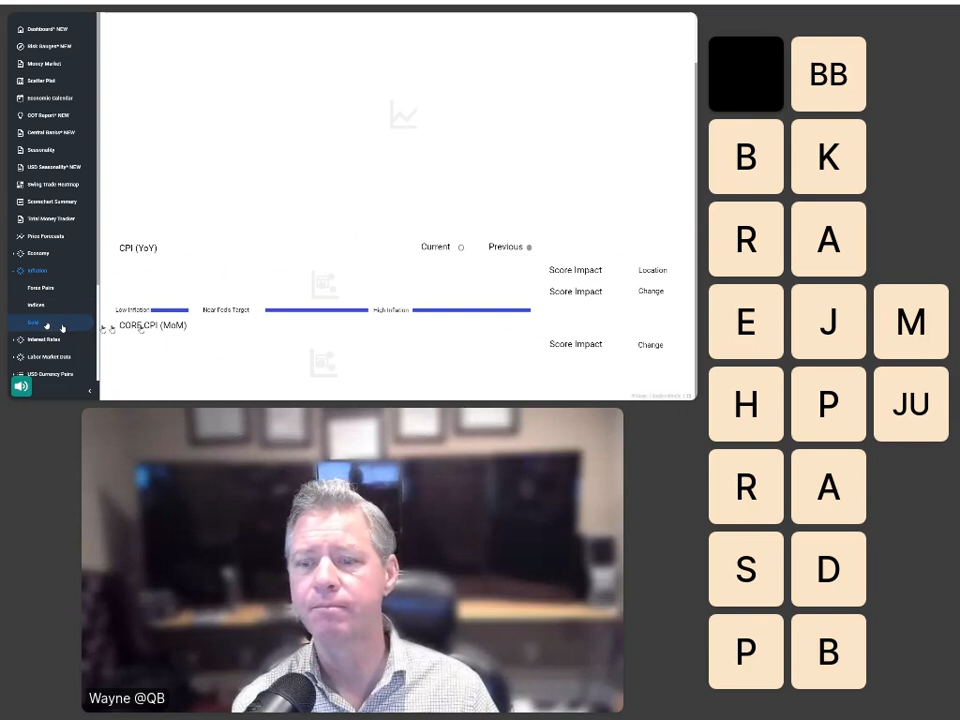 Dashboard* NEW
Risk Gauges* NEW
Money Market
Scatter Plot
Economic Calendar
COT Report* NEW
Central Banks* NEW
Seasonality
USD Seasonality* NEW
Swing Trade Heatmap
Scorechart Summary
Total Money Tracker
Price Forecasts
Economy
Inflation
Forex Pairs
Indices
Gold
Interest Rates
Labor Market Data
USD Currency Pairs
CPI (YoY)
Current
Previous
Score Impact
Location
Score Impact
Change
Low Inflation
Near Fed's Target
High Inflation
CORE CPI (MoM)
Score Impact
Change
Wayne @QB
BB
B K
R A
E J M
H P JU
R A
S D
P B